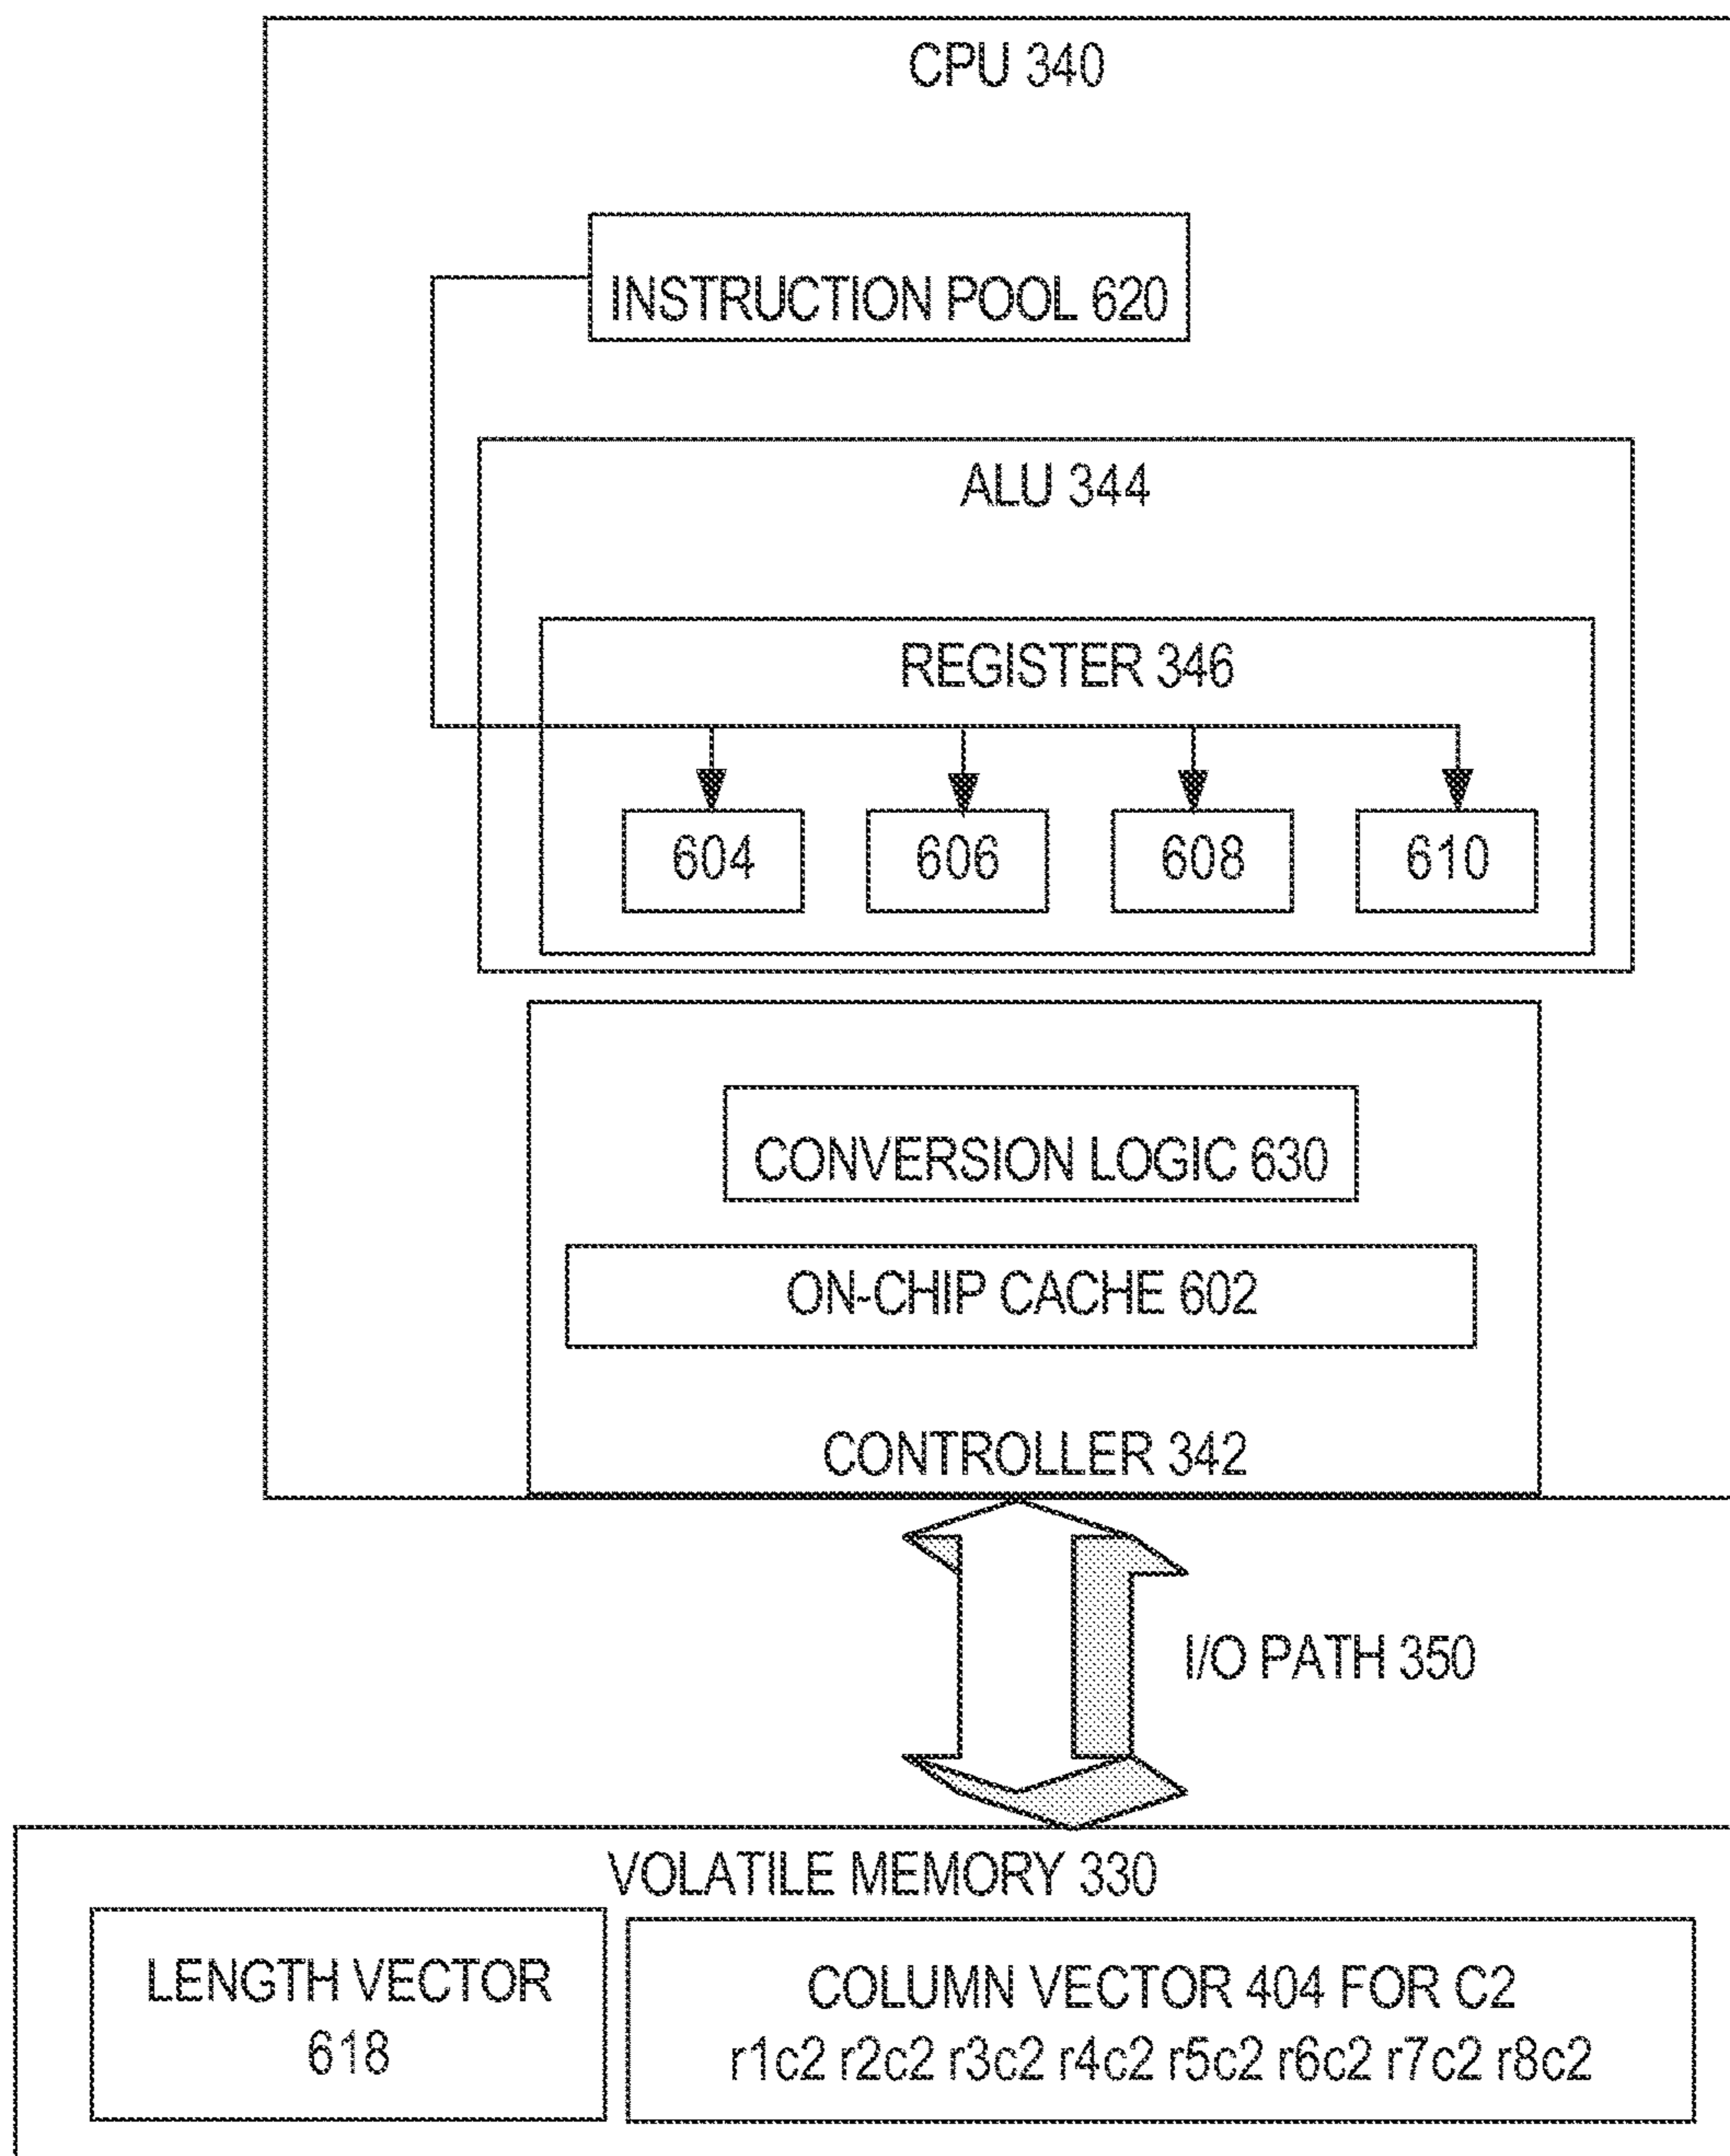 CPU 340
INSTRUCTION POOL 620
ALU 344
REGISTER 346
604 606 608 610
CONVERSION LOGIC 630
ON-CHIP CACHE 602
CONTROLLER 342
I/O PATH 350
VOLATILE MEMORY 330
LENGTH VECTOR
618
COLUMN VECTOR 404 FOR C2
r1c2 r2c2 r3c2 r4c2 r5c2 r6c2 r7c2 r8c2